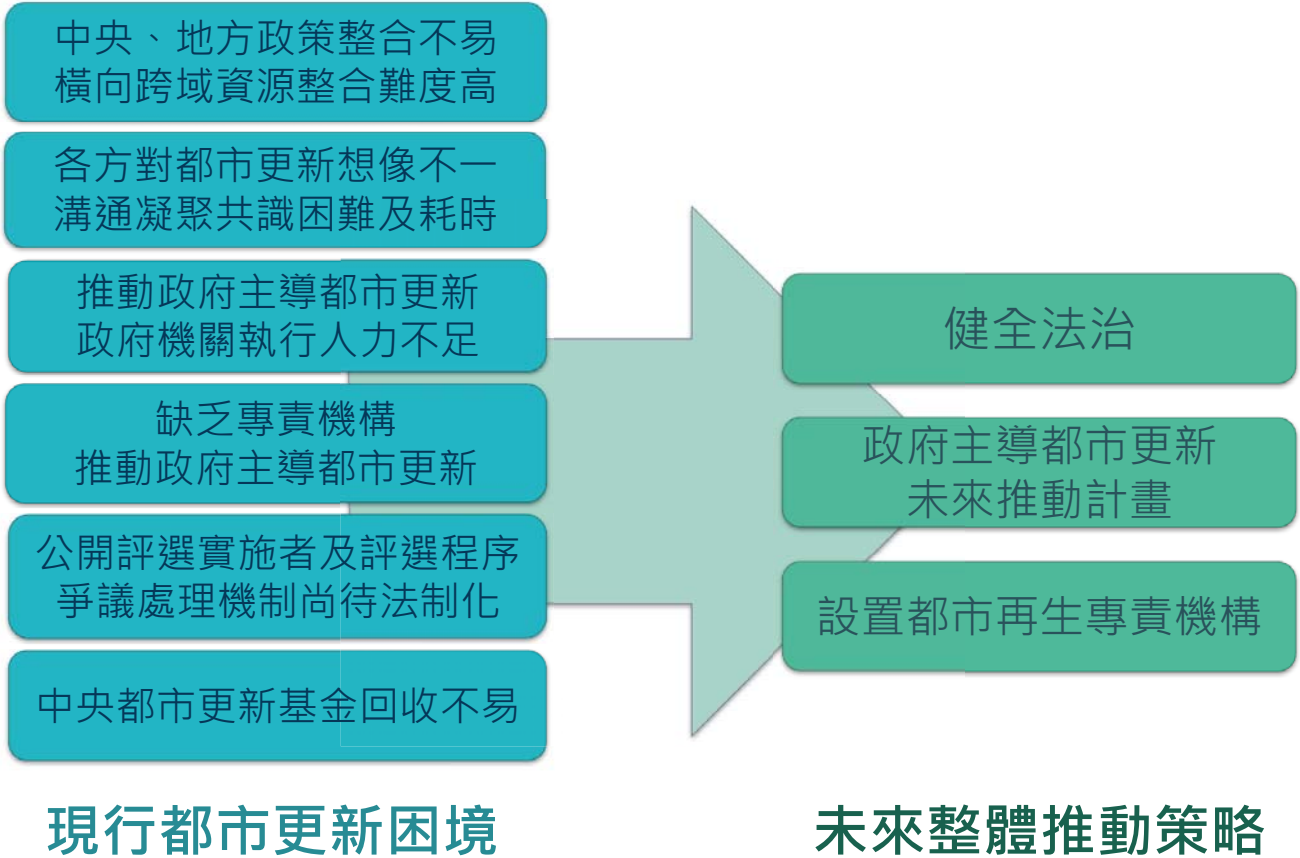 中央、地方政策整合不易
橫向跨域資源整合難度高
各方對都市更新想像不一
溝通凝聚共識困難及耗時
推動政府主導都市更新
政府機關執行人力不足
缺乏專責機構
推動政府主導都市更新
公開評選實施者及評選程序
爭議處理機制尚待法制化
中央都市更新基金回收不易
現行都市更新困境
健全法治
政府主導都市更新
未來推動計畫
設置都市再生專責機構
未來整體推動策略